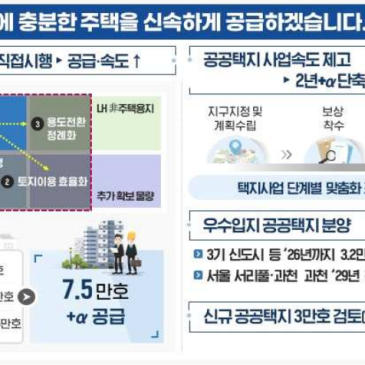 에 충분한 주택을 신속하게 공급하겠습니다.
직접시행 ▸ 공급·속도 ↑
❸ 용도전환
정례화
LH 非주택용지
❷ 토지이용 효율화
추가 확보 물량
호
만호
만호
7.5만호
+α 공급
공공택지 사업속도 제고
▸ 2년+α 단축
지구지정 및
계획수립
보상
착수
택지사업 단계별 맞춤화
우수입지 공공택지 분양
3기 신도시 등 ‘26년까지 3.2만
서울 서리풀·과천 과천 ‘29년
신규 공공택지 3만호 검토